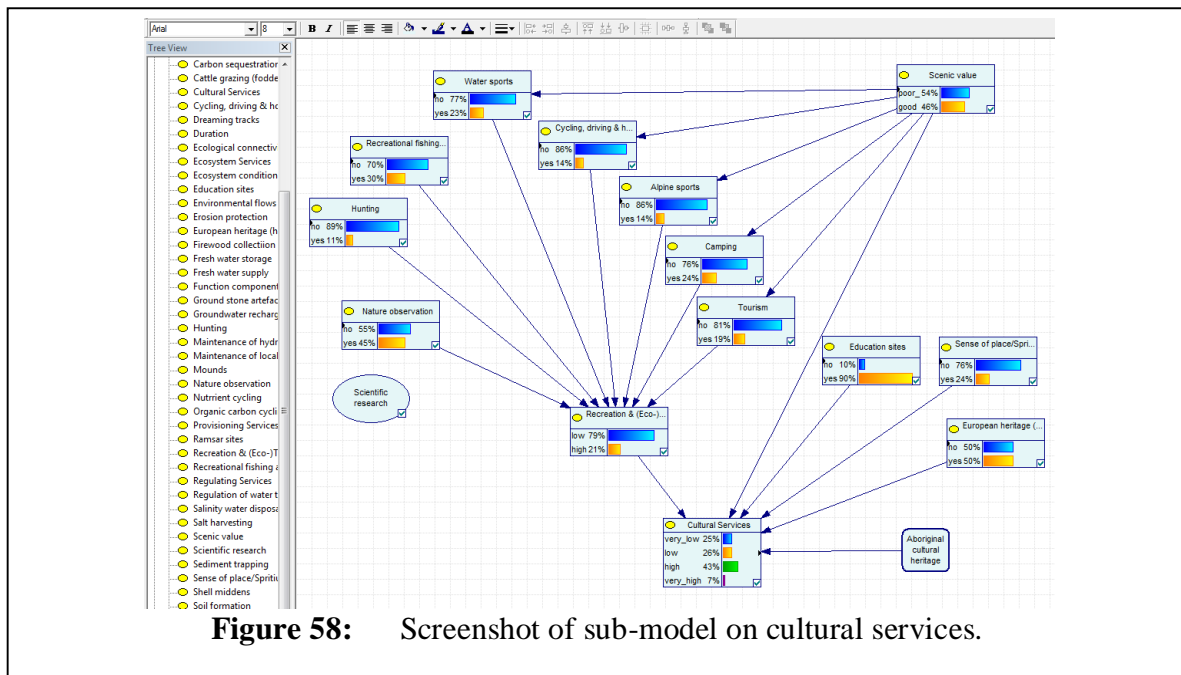 Arial 8 B I A
Tree View X
Carbon sequestration
Cattle grazing (fodde
Cultural Services
Cycling, driving & ho
Dreaming tracks
Duration
Ecological connectiv
Ecosystem Services
Ecosystem condition
Education sites
Environmental flows
Erosion protection
European heritage (h
Firewood collectiion
Fresh water storage
Fresh water supply
Function component
Ground stone artefac
Groundwater recharg
Hunting
Maintenance of hydr
Maintenance of local
Mounds
Nature observation
Nutrient cycling
Organic carbon cycli
Provisioning Services
Ramsar sites
Recreation & (Eco-)T
Recreational fishing a
Regulating Services
Regulation of water t
Salinity water disposa
Salt harvesting
Scenic value
Scientific research
Sediment trapping
Sense of place/Spritiu
Shell middens
Soil formation
Water sports
no 77%
yes 23%
Scenic value
poor_ 54%
good 46%
Cycling, driving & h...
no 86%
yes 14%
Recreational fishing...
no 70%
yes 30%
Alpine sports
no 86%
yes 14%
Hunting
no 89%
yes 11%
Camping
no 76%
yes 24%
Nature observation
no 55%
yes 45%
Tourism
no 81%
yes 19%
Education sites
no 10%
yes 90%
Sense of place/Spri...
no 76%
yes 24%
Scientific
research
Recreation & (Eco-)...
low 79%
high 21%
European heritage (...
no 50%
yes 50%
Cultural Services
very_low 25%
low 26%
high 43%
very_high 7%
Aboriginal
cultural
heritage
Figure 58: Screenshot of sub-model on cultural services.